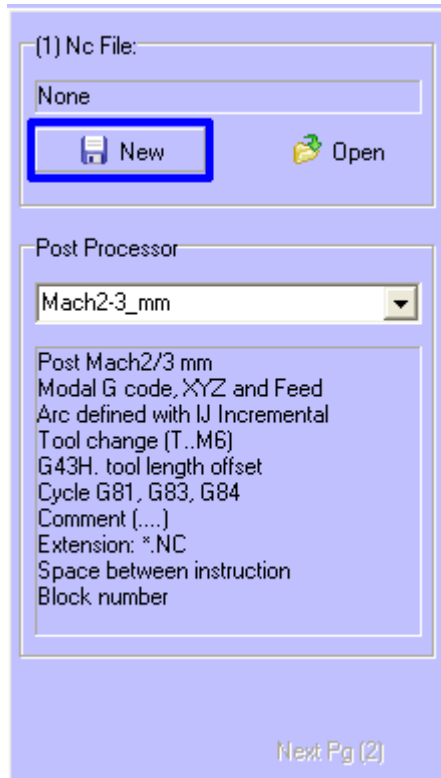 (1) Nc File:
None
New
Open
Post Processor
Mach2-3_mm
Post Mach2/3 mm
Modal G code, XYZ and Feed
Arc defined with IJ Incremental
Tool change (T..M6)
G43H. tool length offset
Cycle G81, G83, G84
Comment (....)
Extension: *.NC
Space between instruction
Block number
Next Pg (2)